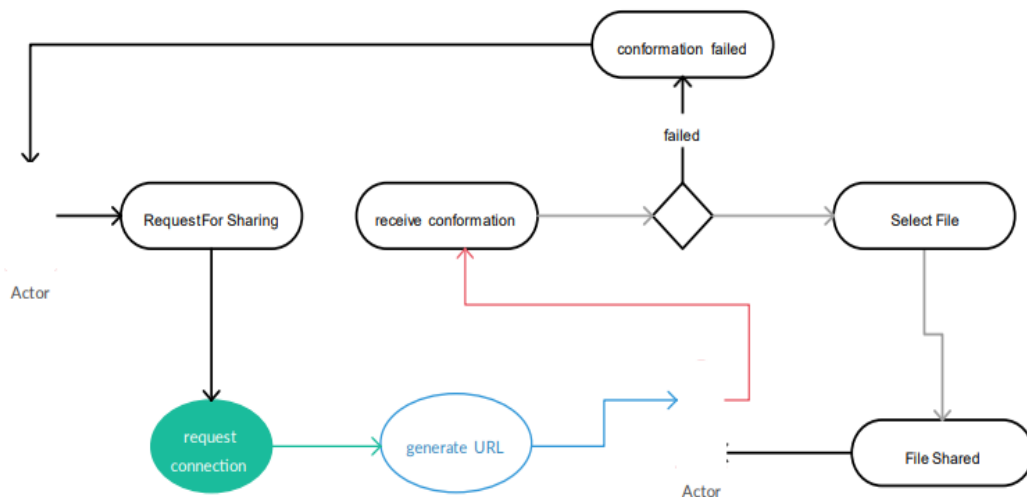 conformation failed
failed
RequestFor Sharing
receive conformation
Select File
Actor
request
connection
generate URL
File Shared
Actor